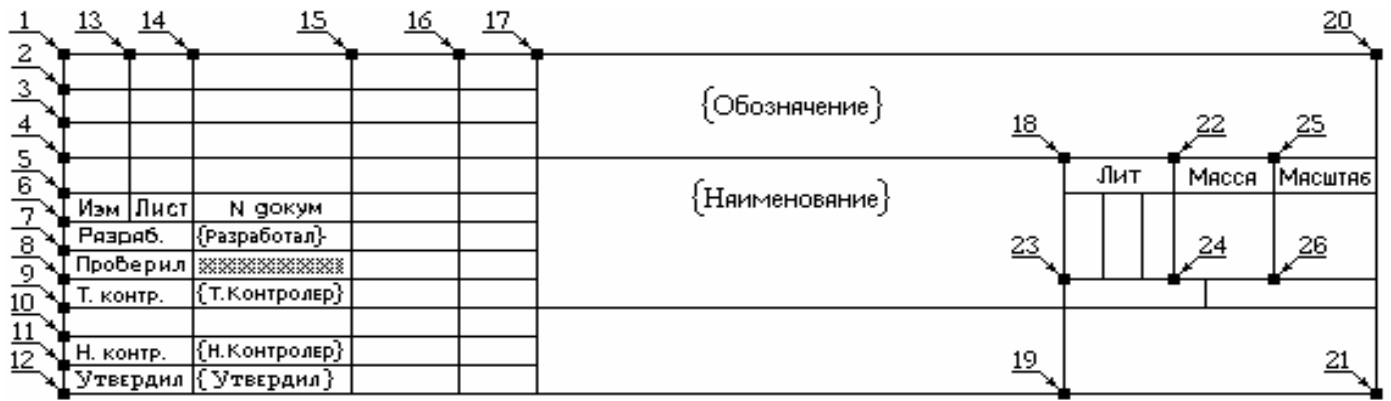 1 13 14 15 16 17 20
2
3
{Обозначение}
4 18 22 25
5
Лит Масса Масштаб
6 {Наименование}
Изм Лист N докум
7
Разраб. {Разработал}
8 23 24 26
Проверил
9
Т. контр. {Т.Контролер}
10
11
Н. контр. {Н.Контролер}
12 19 21
Утвердил {Утвердил}